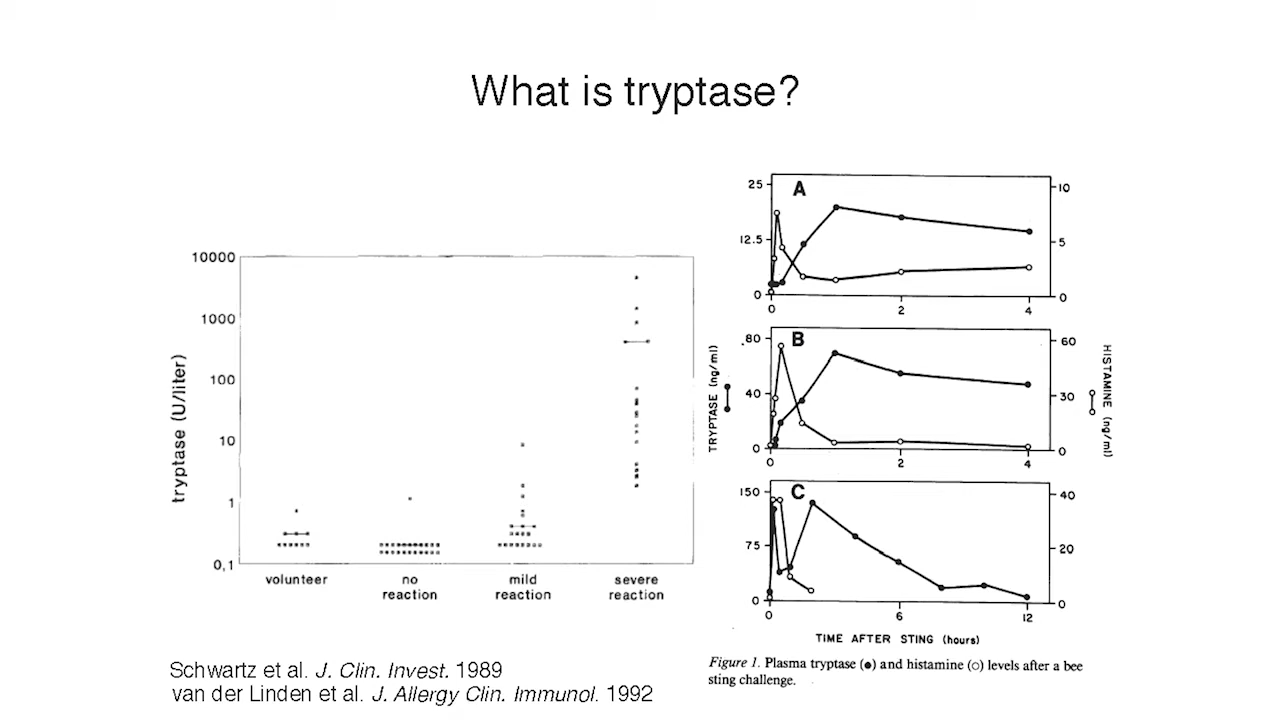 What is tryptase?
tryptase (U/liter)
10000
1000
100
10
1
0,1
volunteer
no
reaction
mild
reaction
severe
reaction
A
25
12.5
0
10
5
0
0
2
4
B
.80
40
0
60
30
0
0
2
4
C
150
75
0
40
20
0
0
6
12
TRYPTASE (ng/ml)
HISTAMINE (ng/ml)
TIME AFTER STING (hours)
Figure 1. Plasma tryptase (●) and histamine (○) levels after a bee
sting challenge.
Schwartz et al. J. Clin. Invest. 1989
van der Linden et al. J. Allergy Clin. Immunol. 1992